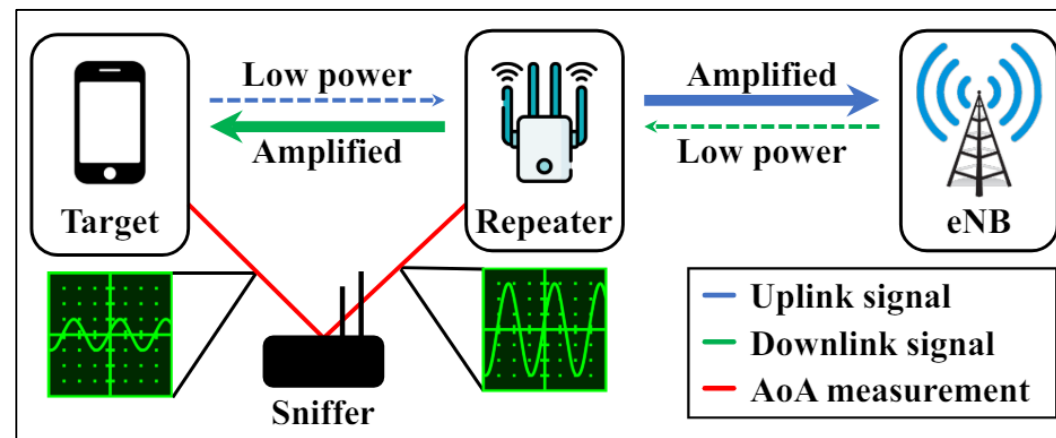 Low power
Amplified
Amplified
Low power
Target
Repeater
eNB
Sniffer
Uplink signal
Downlink signal
AoA measurement